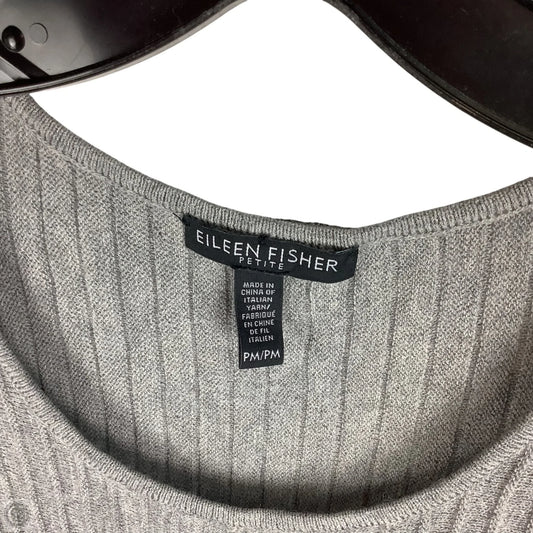 EILEEN FISHER
PETITE
MADE IN
CHINA OF
ITALIAN
YARN/
FABRIQUÉ
EN CHINE
DE FIL
ITALIEN
PM/PM